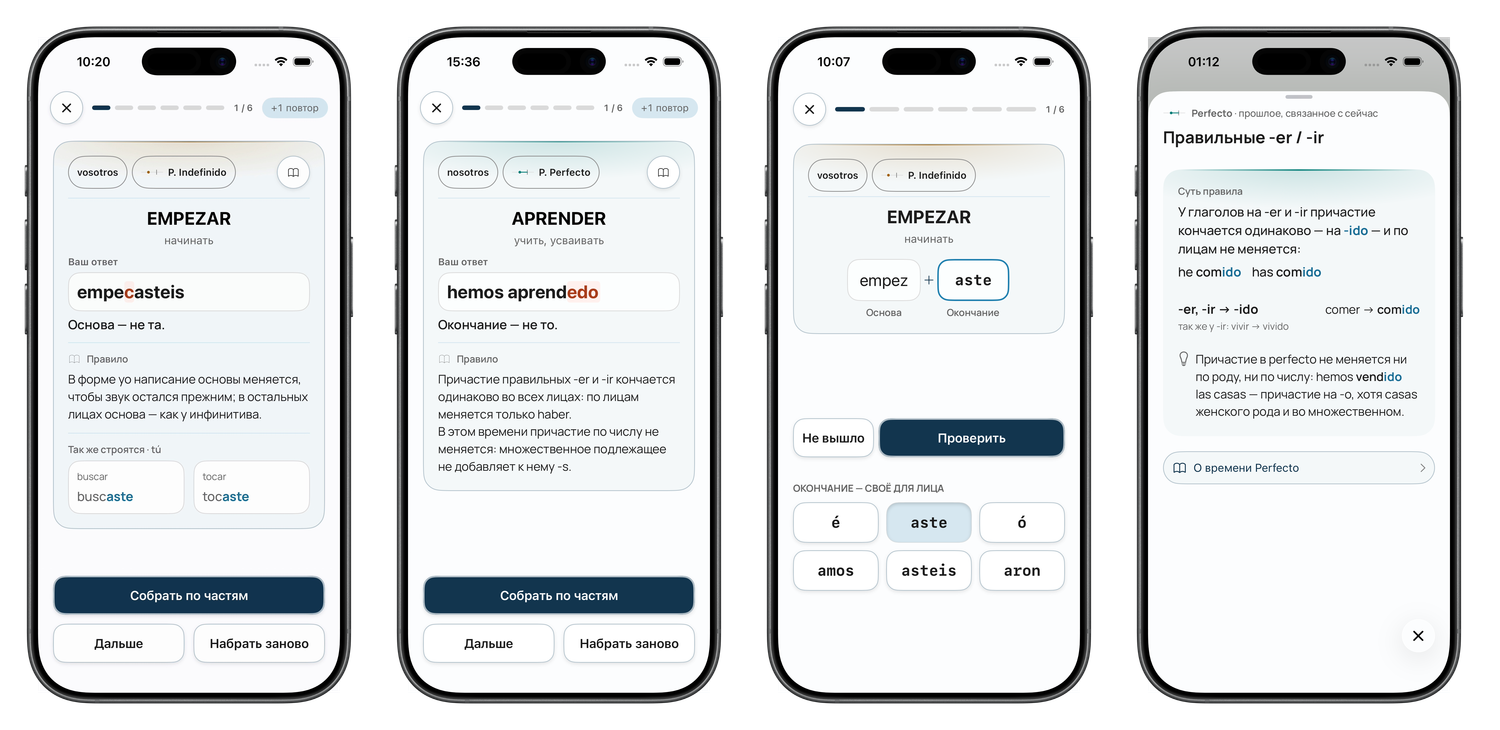 10:20
1 / 6
+1 повтор
vosotros
P. Indefinido
EMPEZAR
начинать
Ваш ответ
empecasteis
Основа — не та.
Правило
В форме yo написание основы меняется,
чтобы звук остался прежним; в остальных
лицах основа — как у инфинитива.
Так же строятся · tú
buscar
buscaste
tocar
tocaste
Собрать по частям
Дальше
Набрать заново
15:36
1 / 6
+1 повтор
nosotros
P. Perfecto
APRENDER
учить, усваивать
Ваш ответ
hemos aprendedo
Окончание — не то.
Правило
Причастие правильных -er и -ir кончается
одинаково во всех лицах: по лицам
меняется только haber.
В этом времени причастие по числу не
меняется: множественное подлежащее
не добавляет к нему -s.
Собрать по частям
Дальше
Набрать заново
10:07
1 / 6
vosotros
P. Indefinido
EMPEZAR
начинать
empez + aste
Основа
Окончание
Не вышло
Проверить
ОКОНЧАНИЕ — СВОЁ ДЛЯ ЛИЦА
é
aste
ó
amos
asteis
aron
01:12
Perfecto · прошлое, связанное с сейчас
Правильные -er / -ir
Суть правила
У глаголов на -er и -ir причастие
кончается одинаково — на -ido — и по
лицам не меняется:
he comido has comido
-er, -ir → -ido
comer → comido
так же у -ir: vivir → vivido
Причастие в perfecto не меняется ни
по роду, ни по числу: hemos vendido
las casas — причастие на -o, хотя casas
женского рода и во множественном.
О времени Perfecto